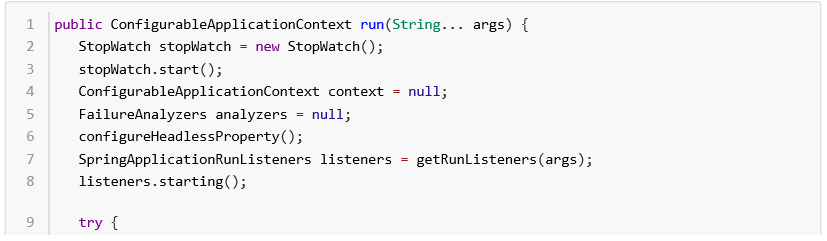 1 public ConfigurableApplicationContext run(String... args) {
2 StopWatch stopWatch = new StopWatch();
3 stopWatch.start();
4 ConfigurableApplicationContext context = null;
5 FailureAnalyzers analyzers = null;
6 configureHeadlessProperty();
7 SpringApplicationRunListeners listeners = getRunListeners(args);
8 listeners.starting();
9 try {